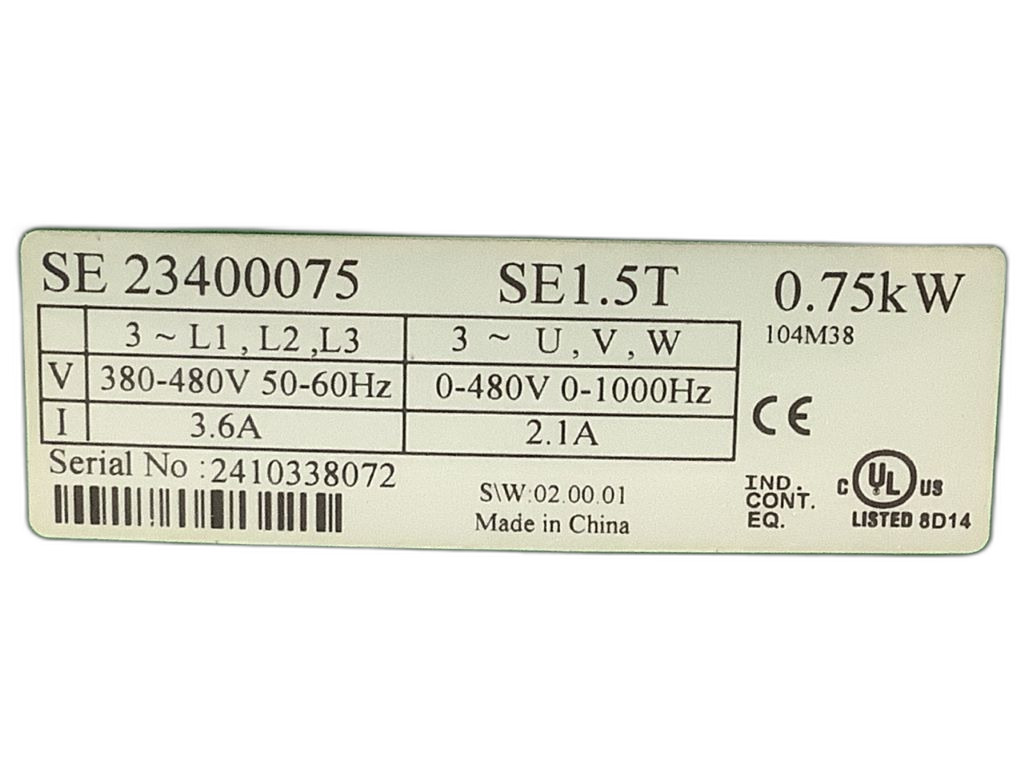 SE 23400075 SE1.5T 0.75kW
104M38
3 ~ L1 , L2 ,L3 3 ~ U , V , W
V 380-480V 50-60Hz 0-480V 0-1000Hz
I 3.6A 2.1A
CE
Serial No :2410338072
S\W:02.00.01
Made in China
IND.
CONT.
EQ.
C UL US
LISTED 8D14